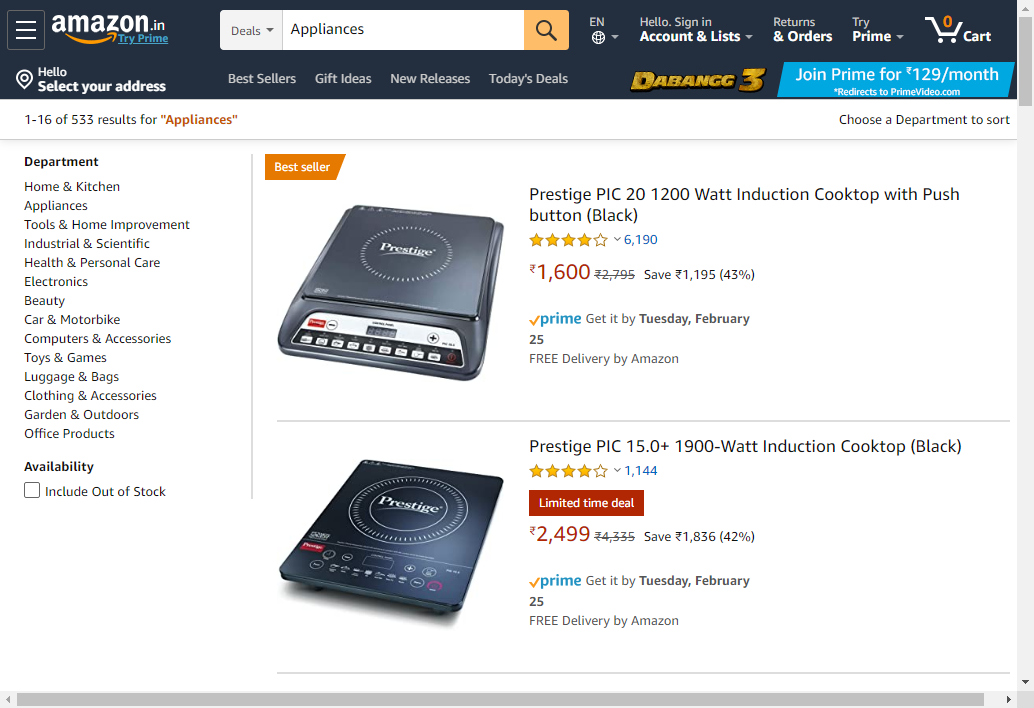 amazon.in
Try Prime
Deals
Appliances
EN
Hello. Sign in
Account & Lists
Returns
& Orders
Try
Prime
0
Cart
Hello
Select your address
Best Sellers
Gift Ideas
New Releases
Today's Deals
DABANGG 3
Join Prime for ₹129/month
*Redirects to PrimeVideo.com
1-16 of 533 results for "Appliances"
Choose a Department to sort
Department
Home & Kitchen
Appliances
Tools & Home Improvement
Industrial & Scientific
Health & Personal Care
Electronics
Beauty
Car & Motorbike
Computers & Accessories
Toys & Games
Luggage & Bags
Clothing & Accessories
Garden & Outdoors
Office Products
Availability
Include Out of Stock
Best seller
Prestige
Prestige PIC 20 1200 Watt Induction Cooktop with Push
button (Black)
6,190
₹1,600 ₹2,795 Save ₹1,195 (43%)
prime Get it by Tuesday, February
25
FREE Delivery by Amazon
Prestige
Prestige PIC 15.0+ 1900-Watt Induction Cooktop (Black)
1,144
Limited time deal
₹2,499 ₹4,335 Save ₹1,836 (42%)
prime Get it by Tuesday, February
25
FREE Delivery by Amazon